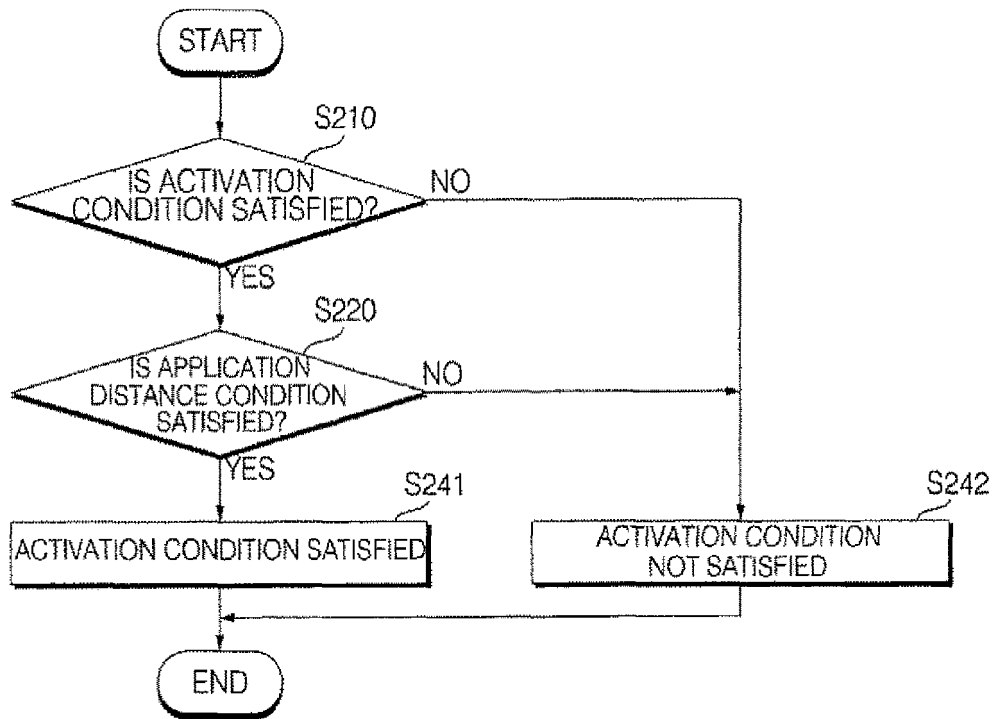 START
S210
IS ACTIVATION
CONDITION SATISFIED?
NO
YES
S220
IS APPLICATION
DISTANCE CONDITION
SATISFIED?
NO
YES
S241
ACTIVATION CONDITION SATISFIED
S242
ACTIVATION CONDITION
NOT SATISFIED
END